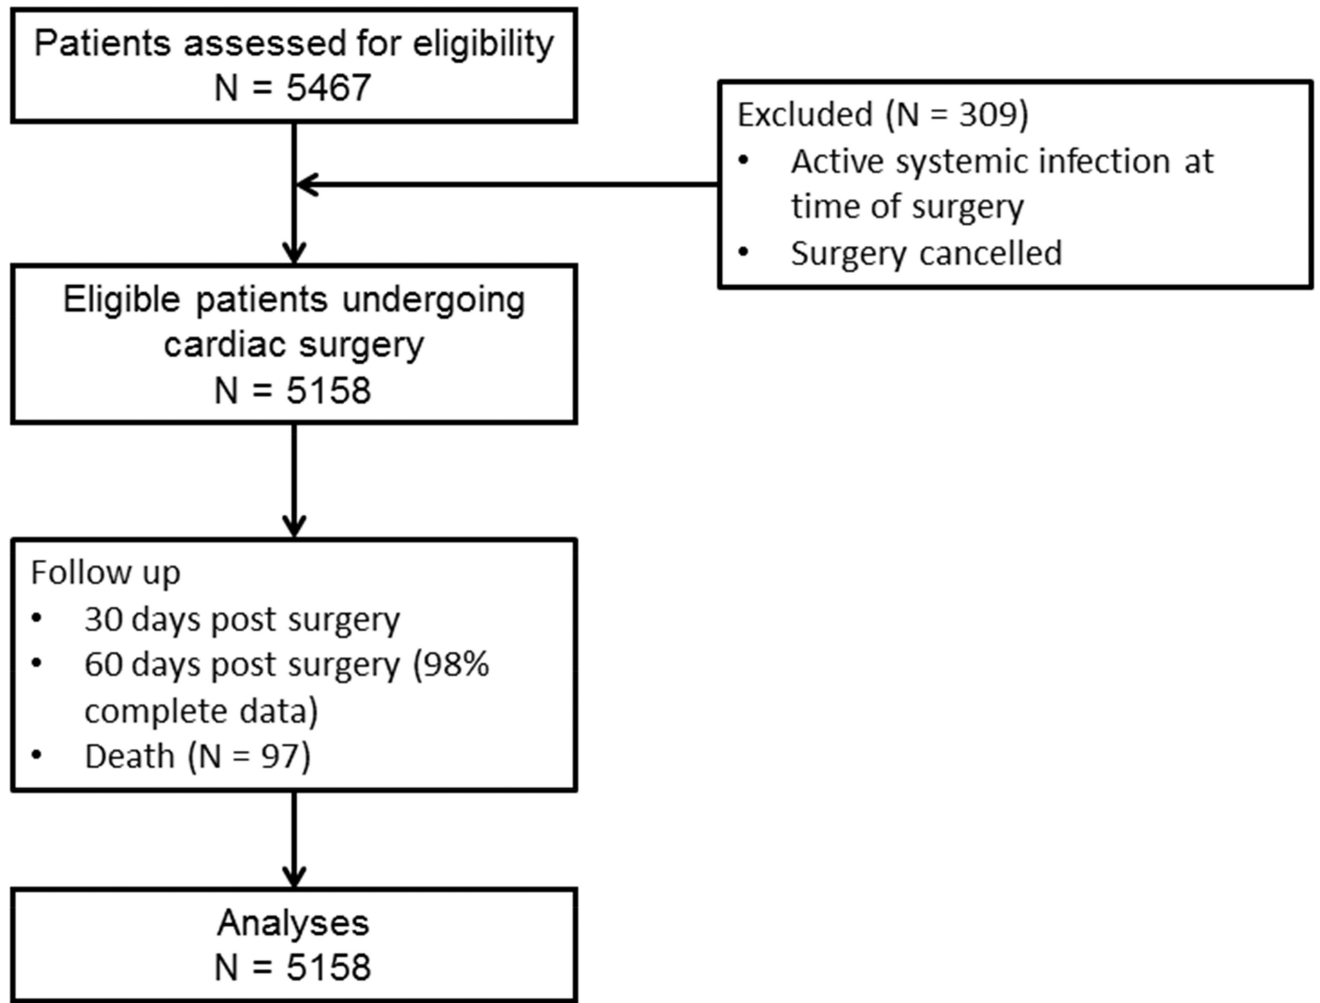 Patients assessed for eligibility
N = 5467
Excluded (N = 309)
• Active systemic infection at
time of surgery
• Surgery cancelled
Eligible patients undergoing
cardiac surgery
N = 5158
Follow up
• 30 days post surgery
• 60 days post surgery (98%
complete data)
• Death (N = 97)
Analyses
N = 5158